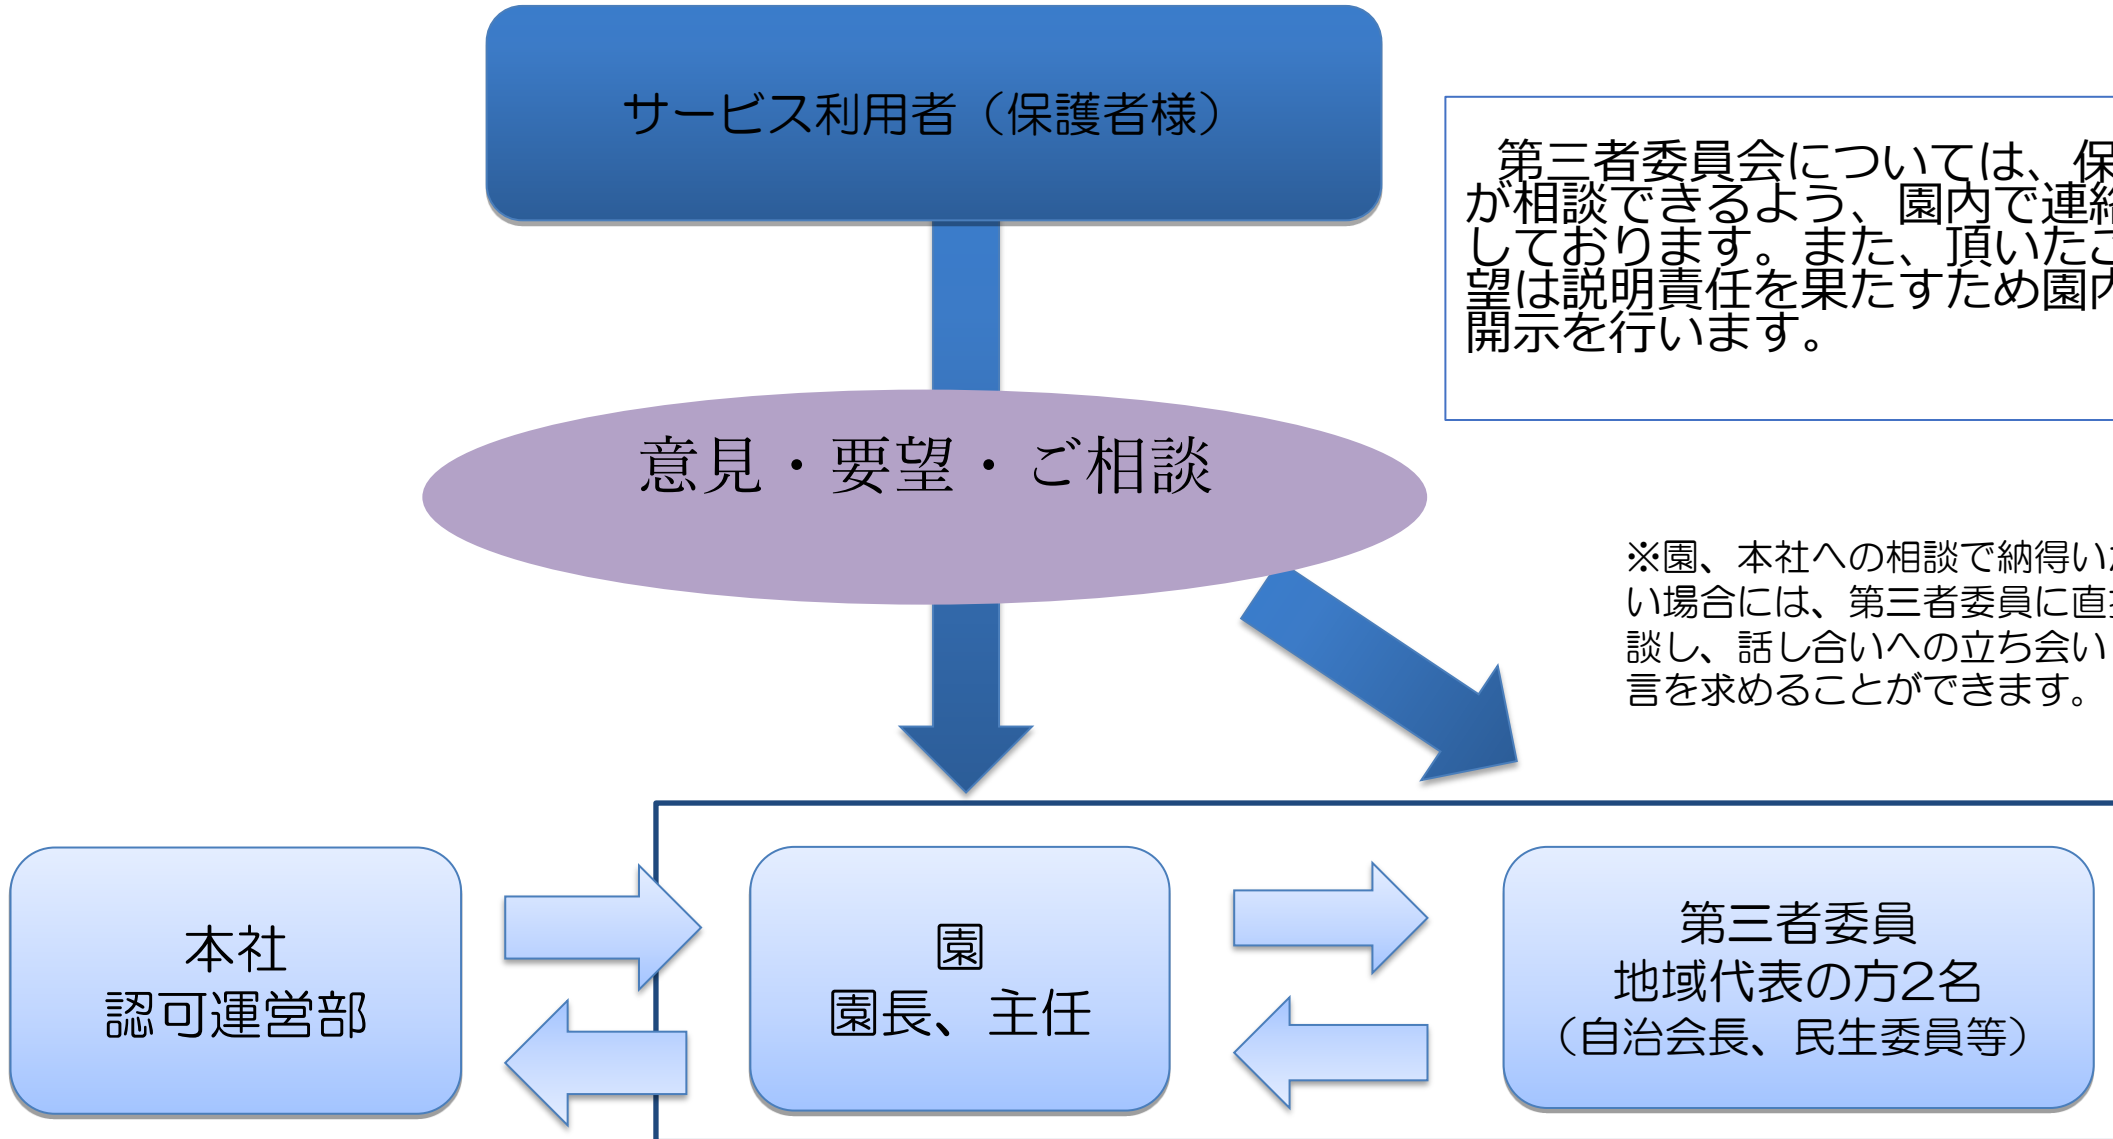 サービス利用者（保護者様）
第三者委員会については、保
が相談できるよう、園内で連絡
しております。また、頂いたご
望は説明責任を果たすため園内
開示を行います。
意見・要望・ご相談
※園、本社への相談で納得いか
い場合には、第三者委員に直接
談し、話し合いへの立ち会い
言を求めることができます。
本社
認可運営部
園
園長、主任
第三者委員
地域代表の方2名
（自治会長、民生委員等）